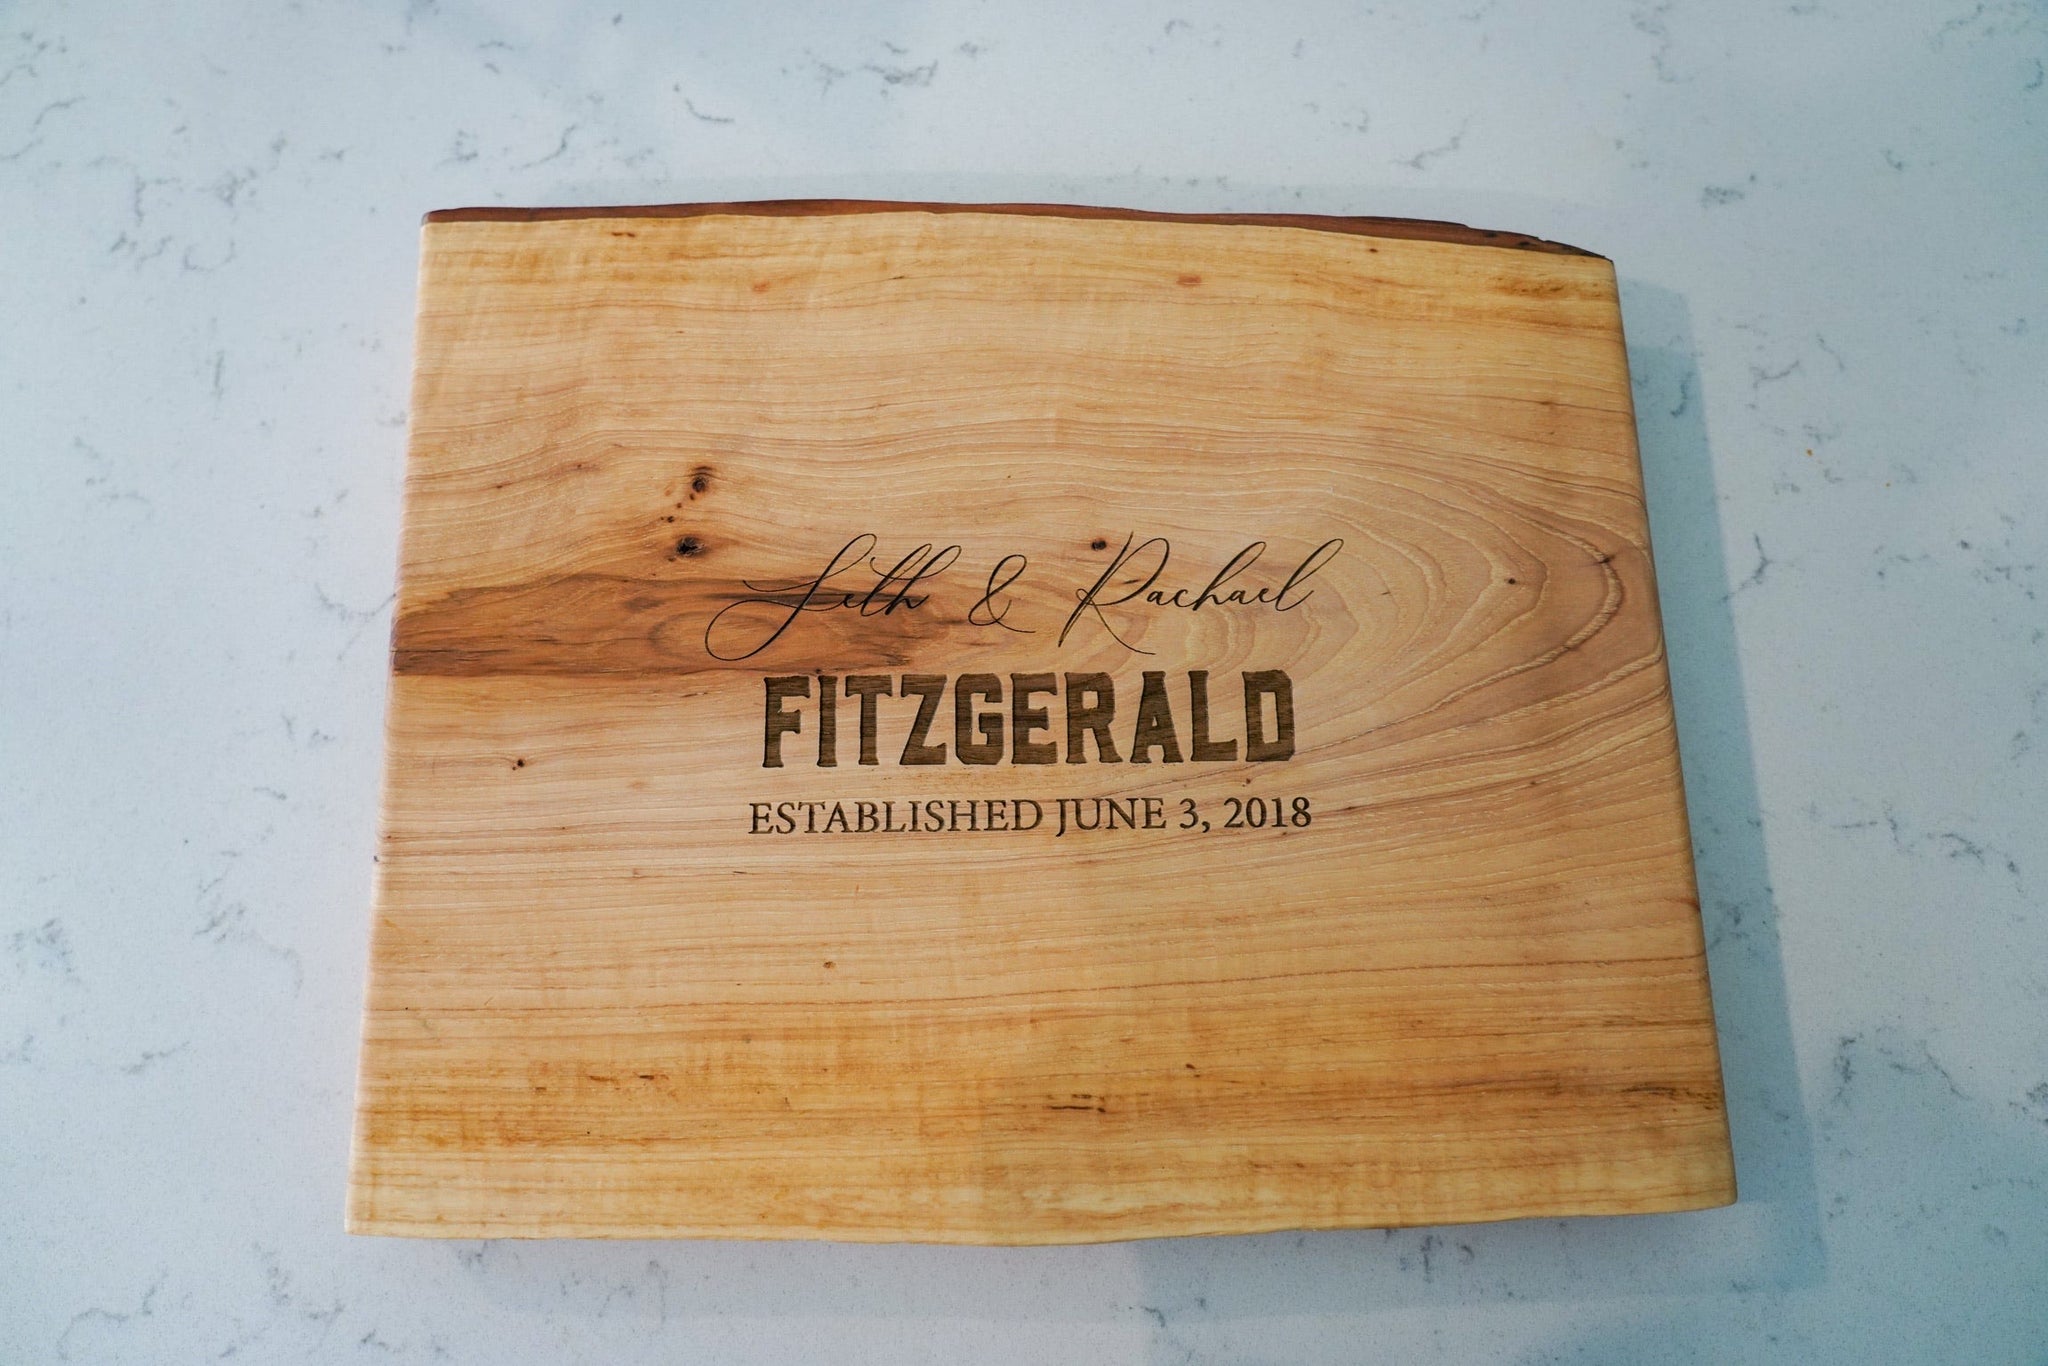 Seth & Rachael
FITZGERALD
ESTABLISHED JUNE 3, 2018